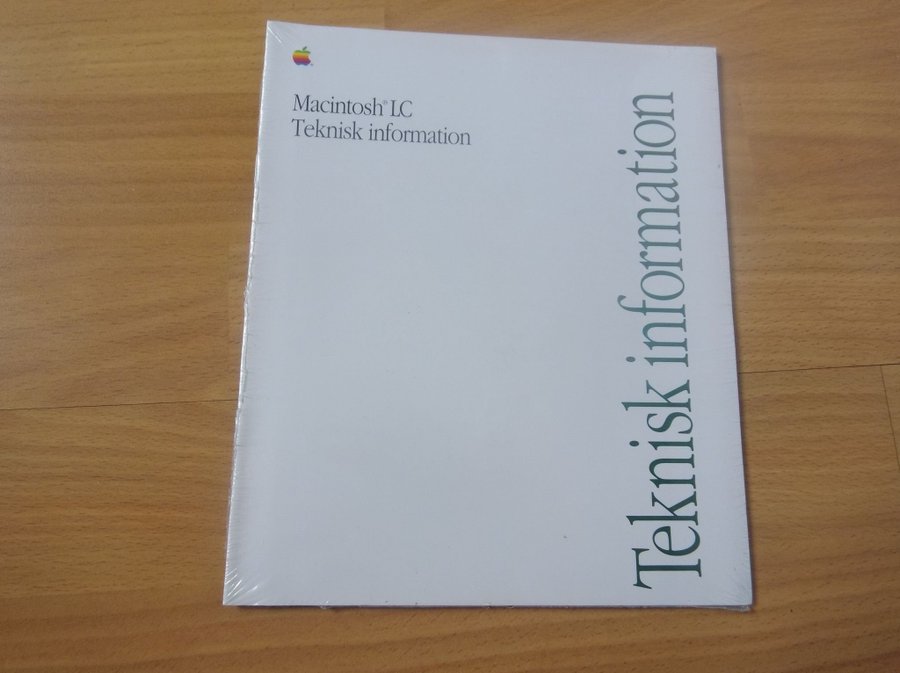 Macintosh® LC
Teknisk information
Teknisk information